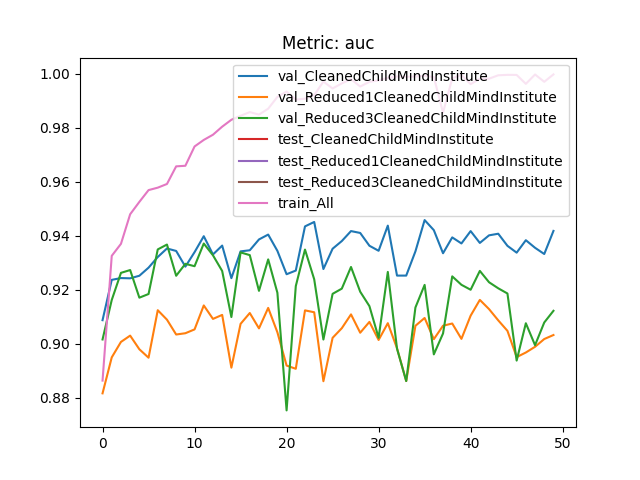 Metric: auc
1.00
0.98
0.96
0.94
0.92
0.90
0.88
val_CleanedChildMindInstitute
val_Reduced1CleanedChildMindInstitute
val_Reduced3CleanedChildMindInstitute
test_CleanedChildMindInstitute
test_Reduced1CleanedChildMindInstitute
test_Reduced3CleanedChildMindInstitute
train_All
0 10 20 30 40 50